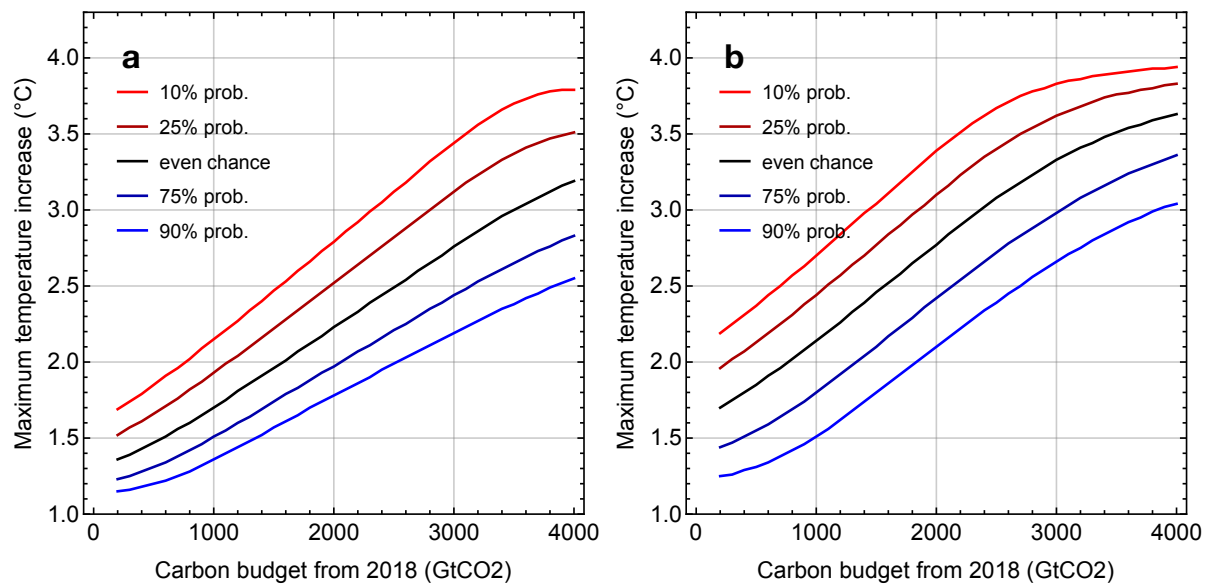 a
10% prob.
25% prob.
even chance
75% prob.
90% prob.
4.0
3.5
3.0
2.5
2.0
1.5
1.0
0
1000
2000
3000
4000
Maximum temperature increase (°C)
Carbon budget from 2018 (GtCO2)
b
10% prob.
25% prob.
even chance
75% prob.
90% prob.
4.0
3.5
3.0
2.5
2.0
1.5
1.0
0
1000
2000
3000
4000
Maximum temperature increase (°C)
Carbon budget from 2018 (GtCO2)